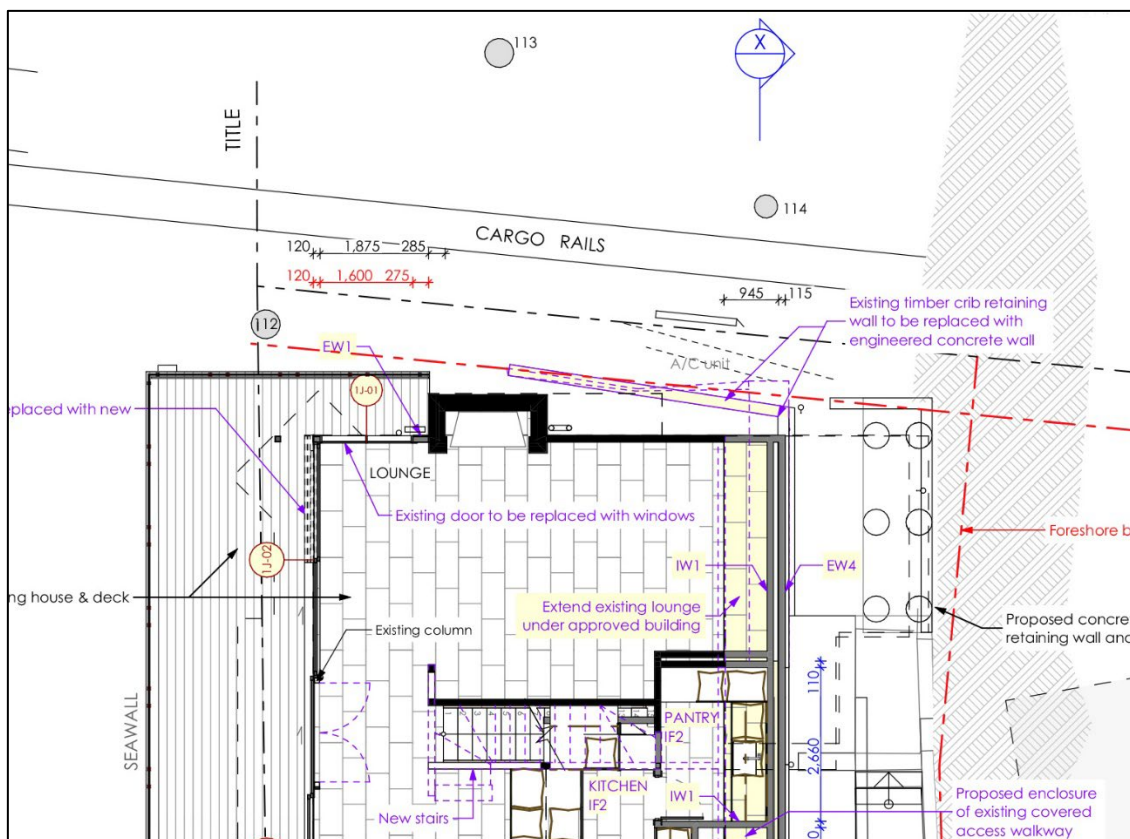 113
X
TITLE
114
CARGO RAILS
120 1,875 285
120 1,600 275
945 115
Existing timber crib retaining
wall to be replaced with
engineered concrete wall
112
EW1
A/C unit
1J-01
eplaced with new
LOUNGE
Existing door to be replaced with windows
Foreshore b
1J-02
IW1
EW4
ng house & deck
Extend existing lounge
under approved building
Proposed concre
retaining wall anc
Existing column
110
SEAWALL
PANTRY
IF2
2,660
KITCHEN
IF2
IW1
New stairs
Proposed enclosure
of existing covered
access walkway